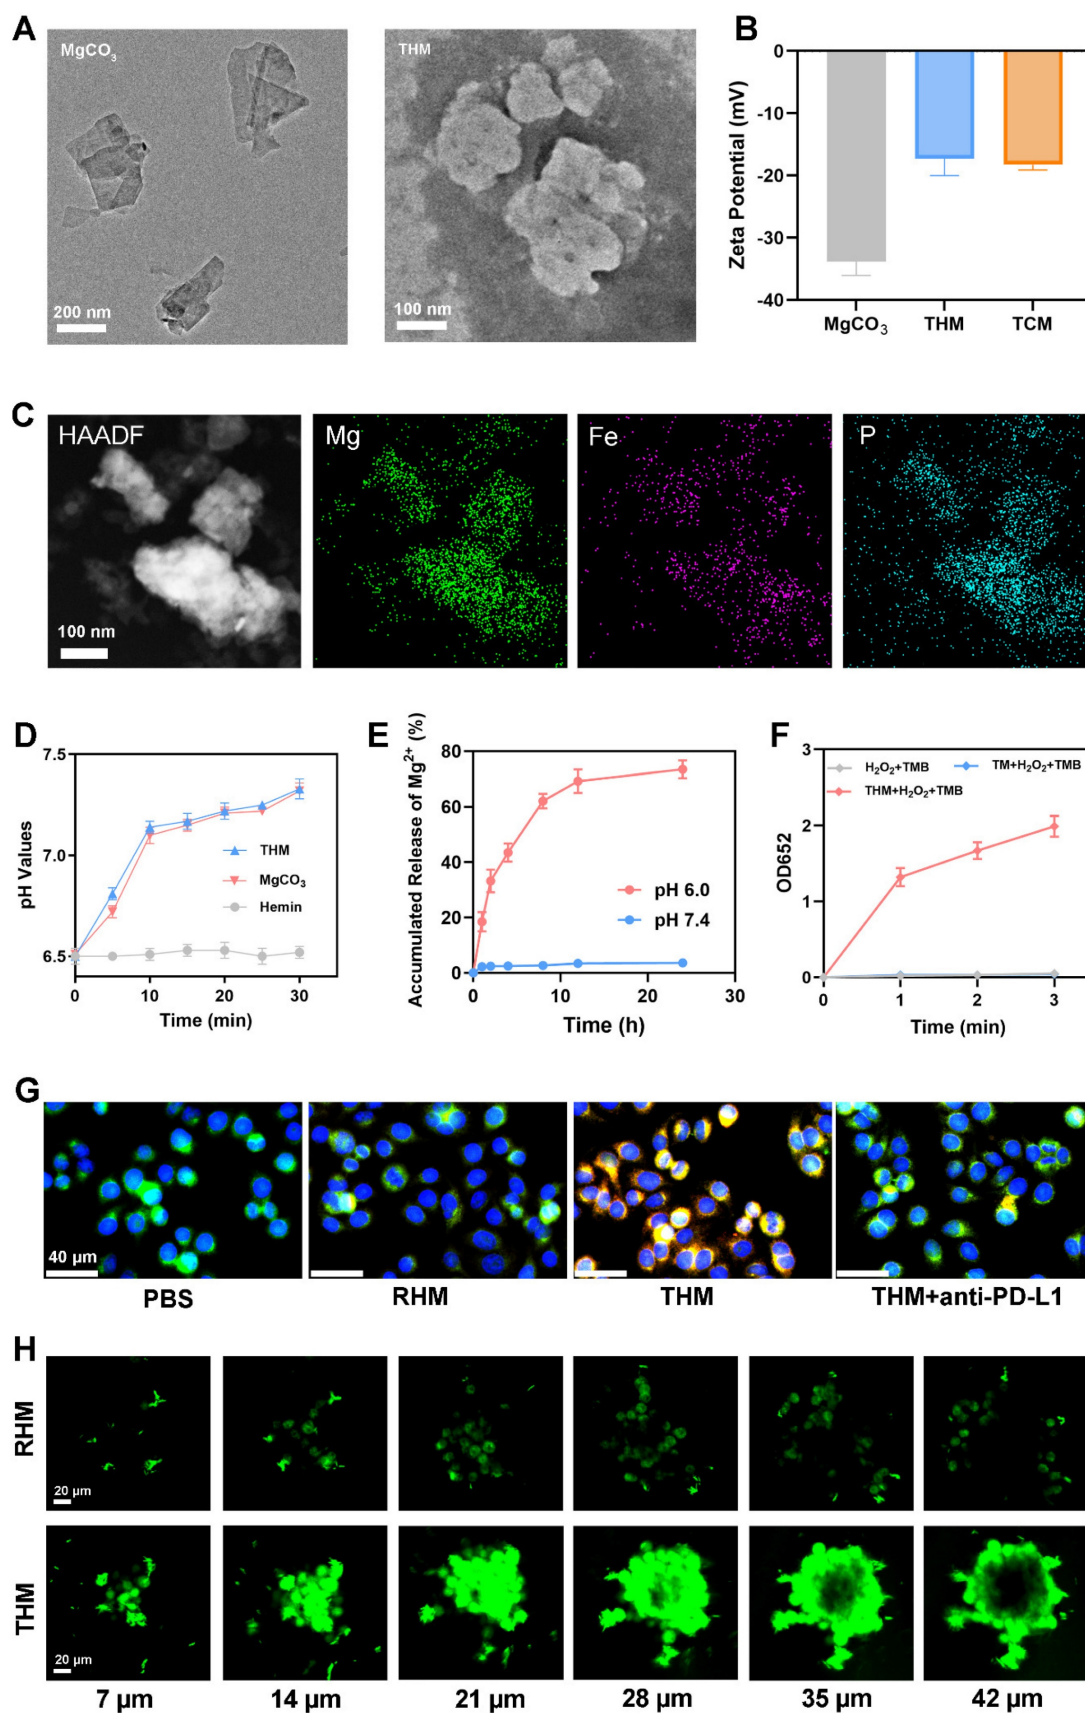 A
MgCO₃
200 nm
THM
100 nm
B
Zeta Potential (mV)
0
-10
-20
-30
-40
MgCO₃
THM
TCM
C
HAADF
100 nm
Mg
Fe
P
D
pH Values
7.5
7.0
6.5
THM
MgCO₃
Hemin
0
10
20
30
Time (min)
E
Accumulated Release of Mg²⁺ (%)
80
60
40
20
0
pH 6.0
pH 7.4
0
10
20
30
Time (h)
F
OD652
3
2
1
0
H₂O₂+TMB
TM+H₂O₂+TMB
THM+H₂O₂+TMB
0
1
2
3
Time (min)
G
40 µm
PBS
RHM
THM
THM+anti-PD-L1
H
RHM
20 µm
THM
20 µm
7 µm
14 µm
21 µm
28 µm
35 µm
42 µm